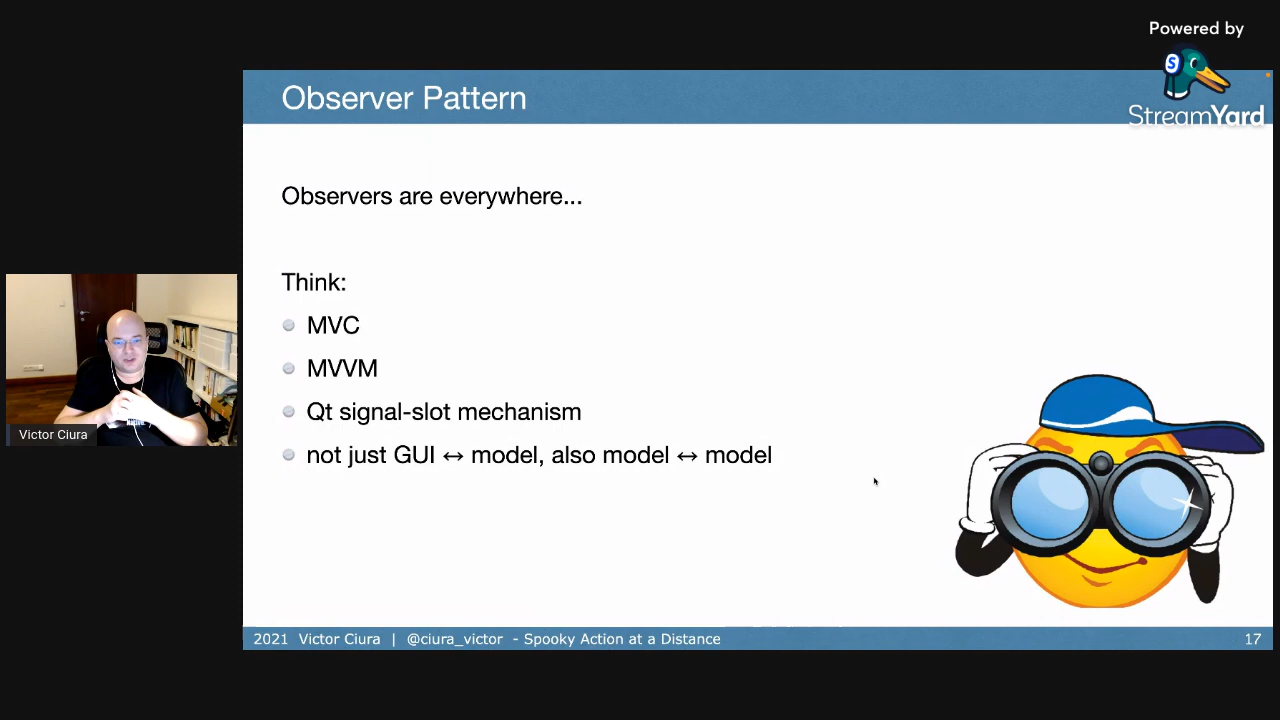 Powered by
S
StreamYard
Observer Pattern
Observers are everywhere...
Think:
MVC
MVVM
Qt signal-slot mechanism
not just GUI ↔ model, also model ↔ model
Victor Ciura
2021 Victor Ciura | @ciura_victor - Spooky Action at a Distance
17